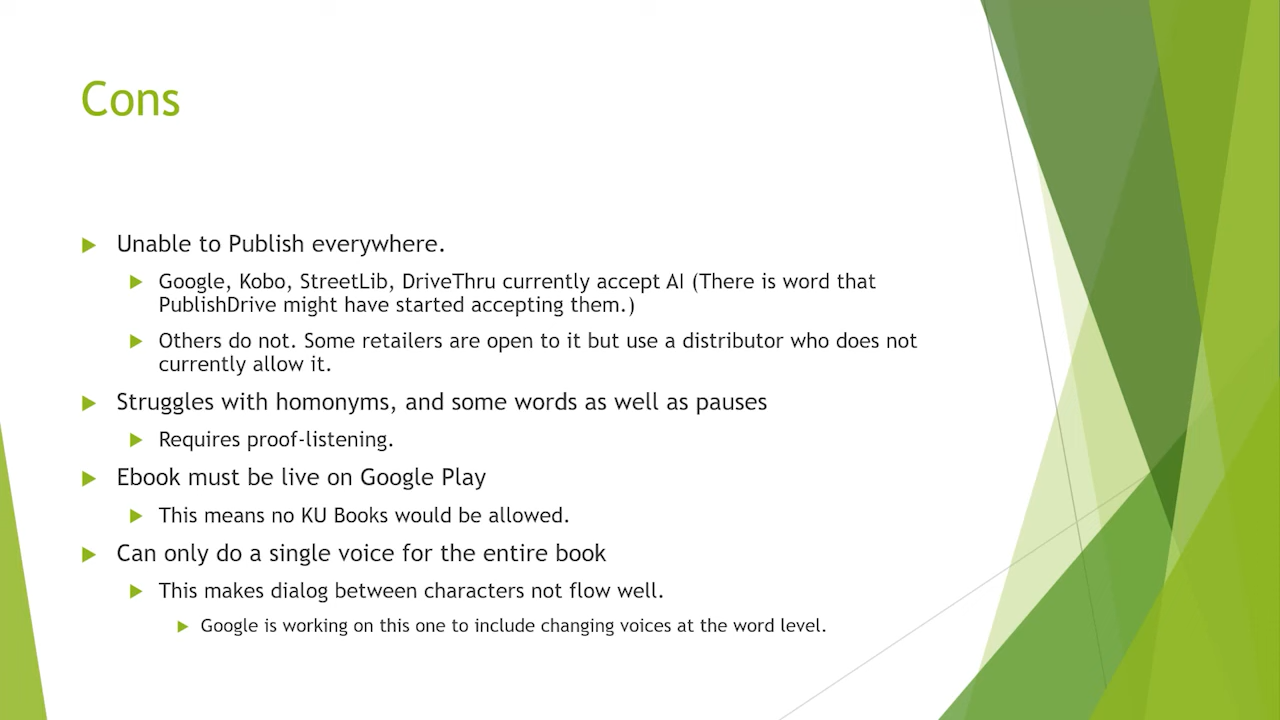 Cons
Unable to Publish everywhere.
Google, Kobo, StreetLib, DriveThru currently accept AI (There is word that
PublishDrive might have started accepting them.)
Others do not. Some retailers are open to it but use a distributor who does not
currently allow it.
Struggles with homonyms, and some words as well as pauses
Requires proof-listening.
Ebook must be live on Google Play
This means no KU Books would be allowed.
Can only do a single voice for the entire book
This makes dialog between characters not flow well.
Google is working on this one to include changing voices at the word level.